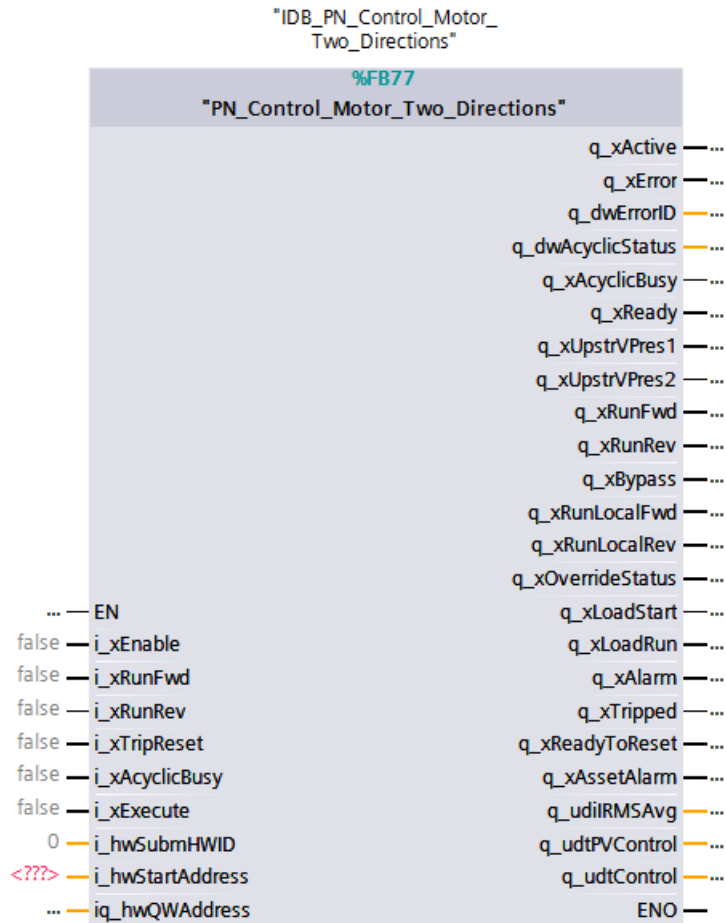 "IDB_PN_Control_Motor_
Two_Directions"
%FB77
"PN_Control_Motor_Two_Directions"
q_xActive ...
q_xError ...
q_dwErrorID ...
q_dwAcyclicStatus ...
q_xAcyclicBusy ...
q_xReady ...
q_xUpstrVPres1 ...
q_xUpstrVPres2 ...
q_xRunFwd ...
q_xRunRev ...
q_xBypass ...
q_xRunLocalFwd ...
q_xRunLocalRev ...
q_xOverrideStatus ...
... EN q_xLoadStart ...
false i_xEnable q_xLoadRun ...
false i_xRunFwd q_xAlarm ...
false i_xRunRev q_xTripped ...
false i_xTripReset q_xReadyToReset ...
false i_xAcyclicBusy q_xAssetAlarm ...
false i_xExecute q_udiIRMSAvg ...
0 i_hwSubmHWID q_udtPVControl ...
<???> i_hwStartAddress q_udtControl ...
... iq_hwQWAddress ENO